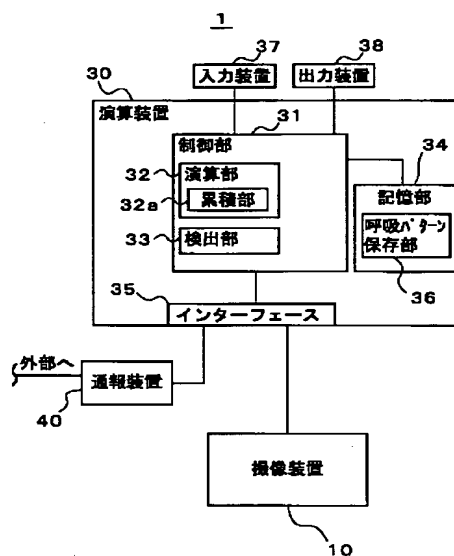 1
37
38
入力装置
出力装置
30
演算装置
31
制御部
32
演算部
32a
累積部
33
検出部
34
記憶部
呼吸パターン
保存部
36
35
インターフェース
外部へ
通報装置
40
撮像装置
10